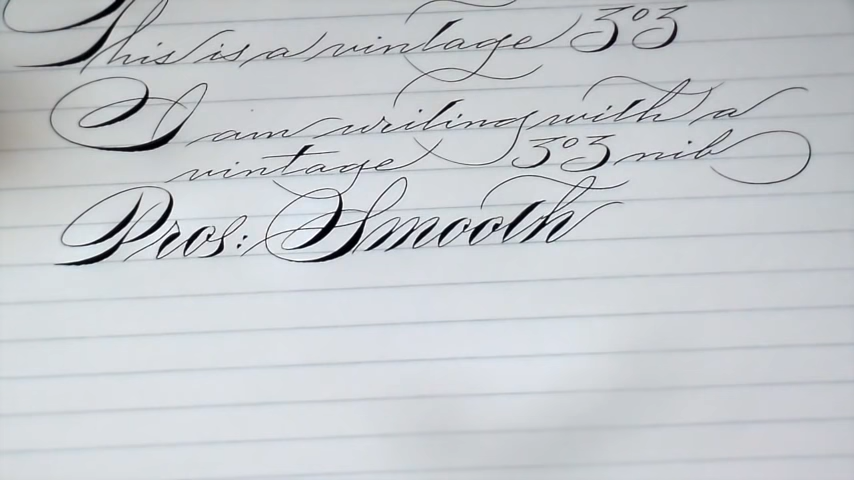 This is a vintage 303
I am writing with a
vintage 303 nib
Pros: Smooth